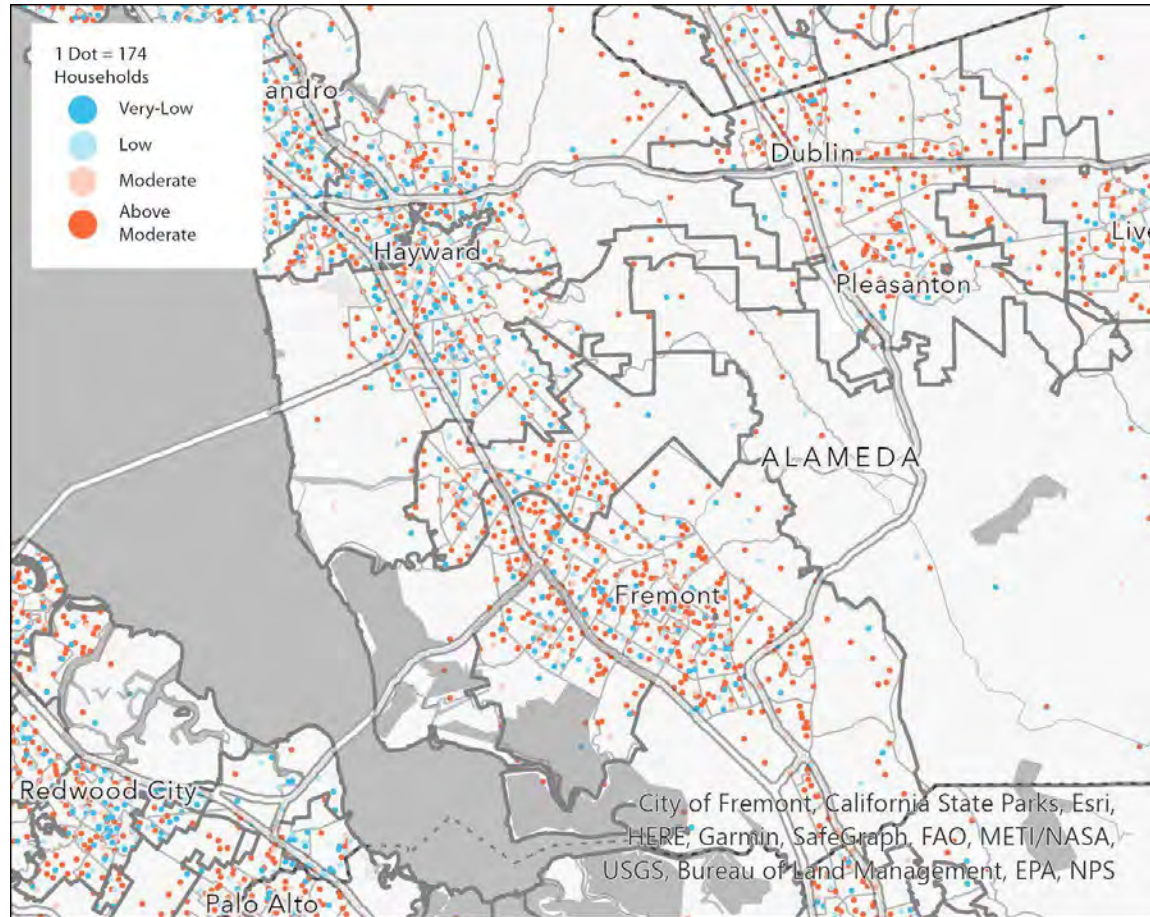 1 Dot = 174
Households
Very-Low
Low
Moderate
Above
Moderate
andro
Dublin
Hayward
Live
Pleasanton
ALAMEDA
Fremont
Redwood City
City of Fremont, California State Parks, Esri,
HERE, Garmin, SafeGraph, FAO, METI/NASA,
USGS, Bureau of Land Management, EPA, NPS
Palo Alto